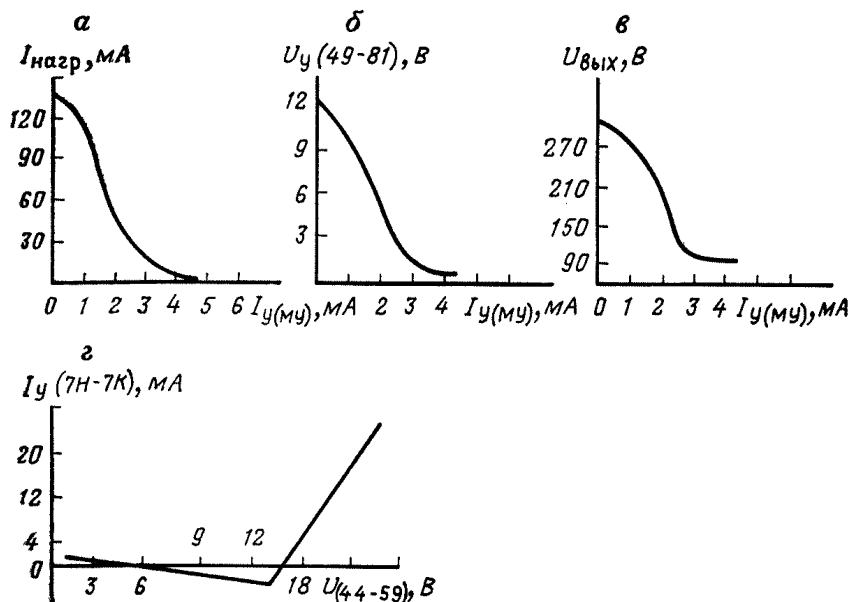 а
Iнагр, мА
120
90
60
30
0 1 2 3 4 5 6 Iу(му), мА
б
Uу (49-81), В
12
9
6
3
2 4 Iу(му), мА
в
Uвых, В
270
210
150
90
0 1 2 3 4 Iу(му), мА
г
Iу (7Н-7К), мА
20
12
4
0
9 12
3 6 18 U(44-59), В